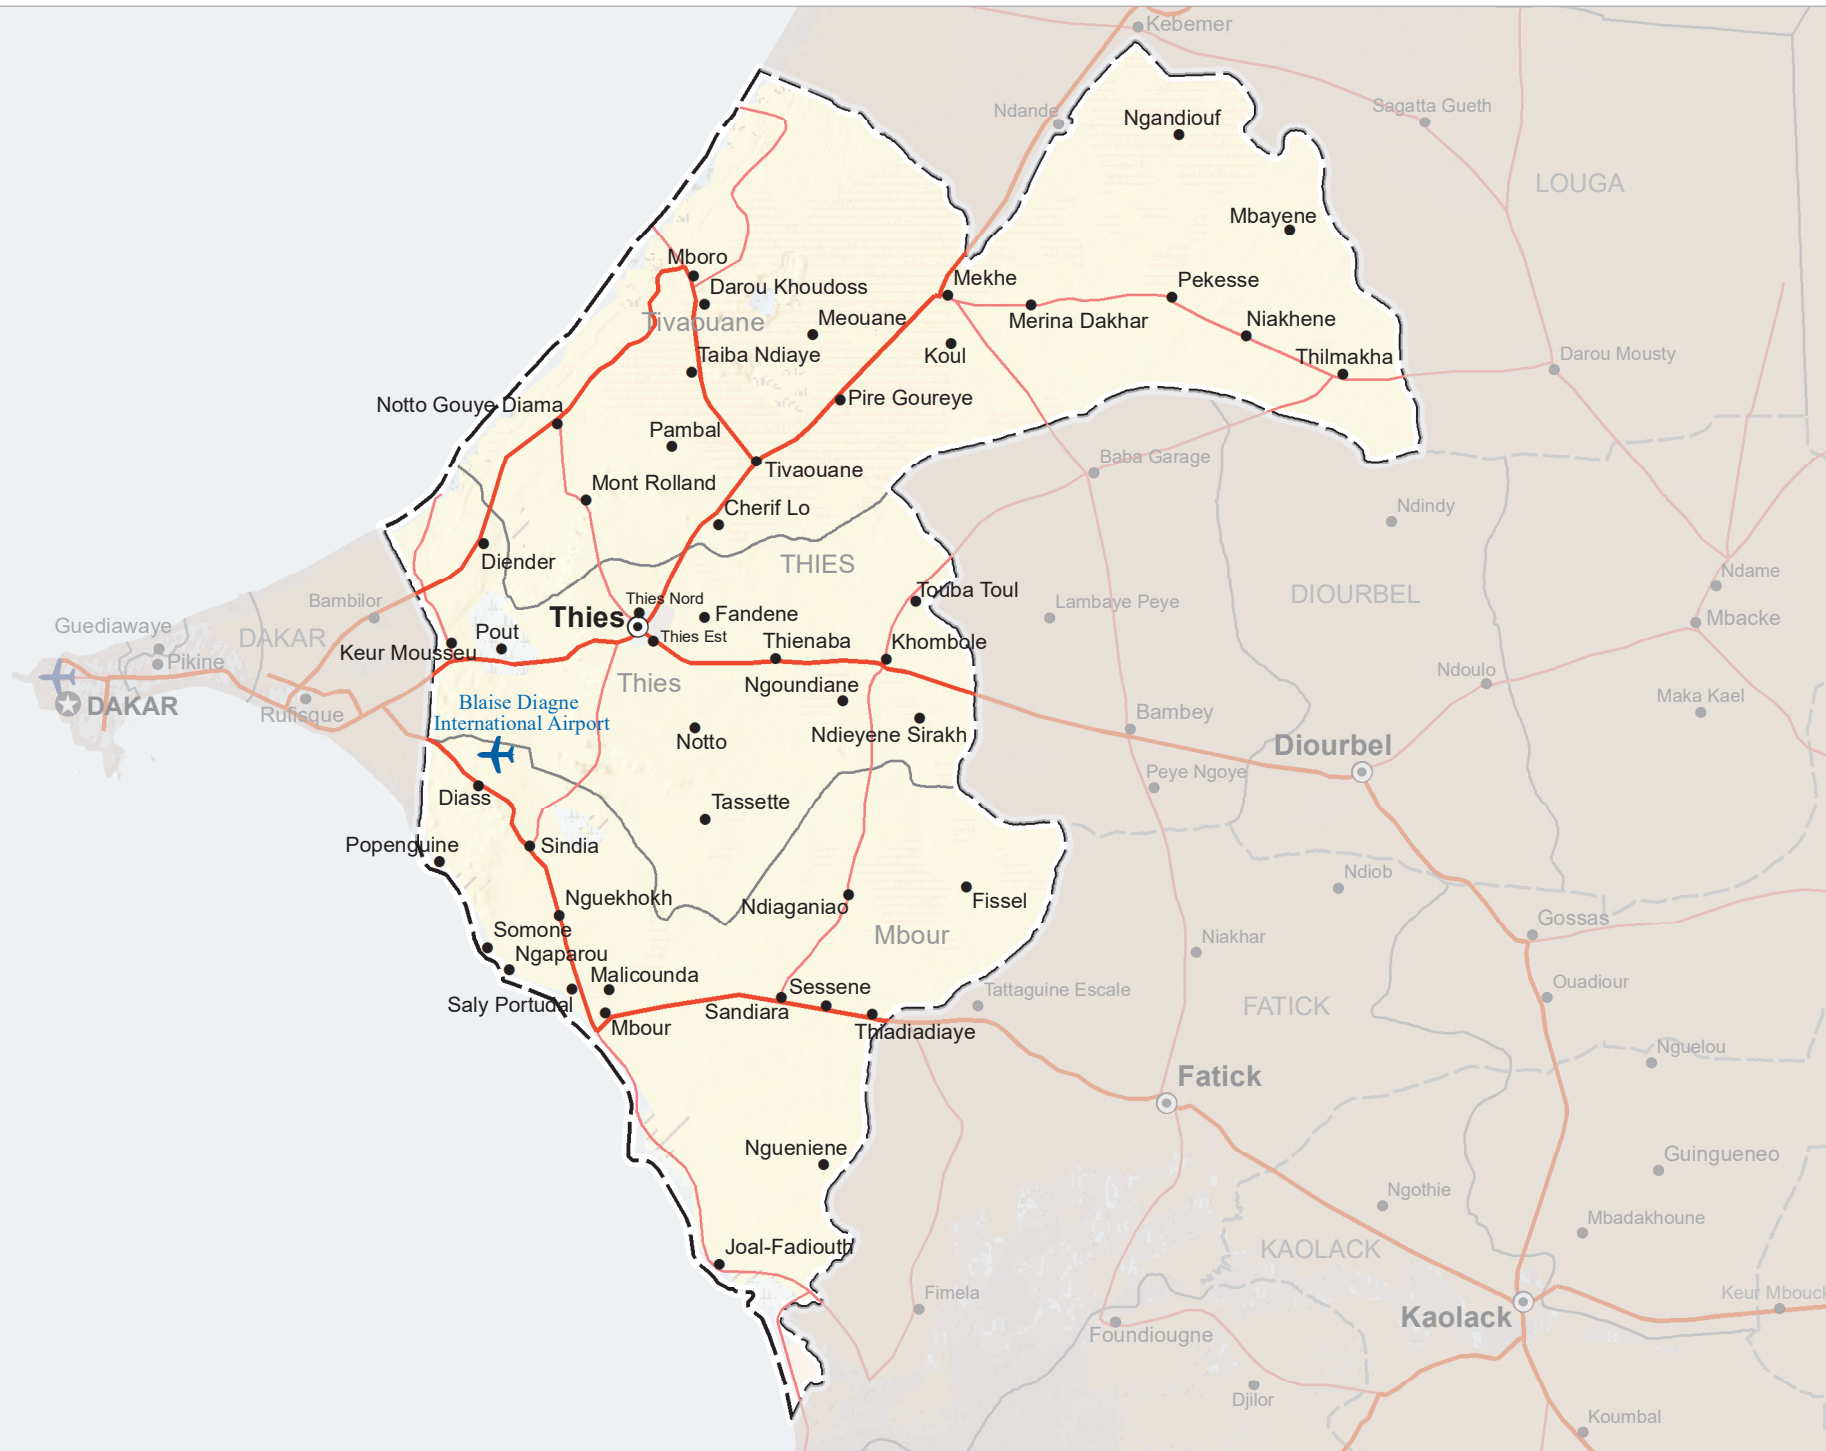 Kebemer
Ndande
Sagatta Gueth
Ngandiouf
LOUGA
Mbayene
Mboro
Mekhe
Pekesse
Darou Khoudoss
Tivaouane
Meouane
Merina Dakhar
Niakhene
Taiba Ndiaye
Koul
Thilmakha
Darou Mousty
Notto Gouye Diama
Pire Goureye
Pambal
Baba Garage
Tivaouane
Mont Rolland
Cherif Lo
Ndindy
Diender
THIES
Ndame
Touba Toul
DIOURBEL
Bambilor
Thies Nord
Lambaye Peye
Guediawaye
DAKAR
Thies
Fandene
Mbacke
Pout
Thies Est
Thienaba
Khombole
Keur Mousseu
Pikine
Ndoulo
Thies
Ngoundiane
Maka Kael
DAKAR
Rufisque
Blaise Diagne
International Airport
Notto
Ndieyene Sirakh
Bambey
Diourbel
Peye Ngoye
Diass
Tassette
Popenguine
Sindia
Ndiob
Nguekhokh
Ndiaganiao
Fissel
Gossas
Somone
Mbour
Niakhar
Ngaparou
Malicounda
Sessene
Tattaguine Escale
Ouadiour
Saly Portudal
Sandiara
FATICK
Mbour
Thiadiadiaye
Nguelou
Fatick
Ngueniene
Guingueneo
Ngothie
Mbadakhoune
Joal-Fadiouth
KAOLACK
Fimela
Keur Mbouck
Kaolack
Foundiougne
Djilor
Koumbal